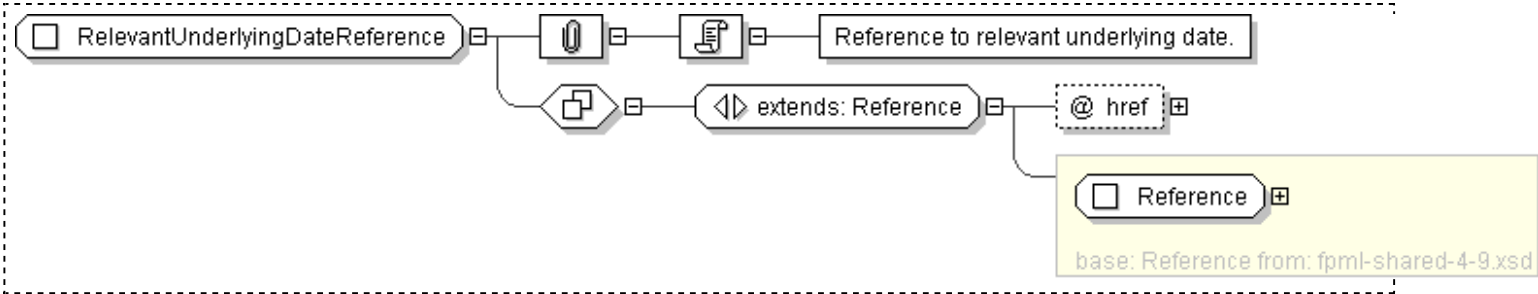 RelevantUnderlyingDateReference
Reference to relevant underlying date.
extends: Reference
@ href
Reference
base: Reference from: fpml-shared-4-9.xsd